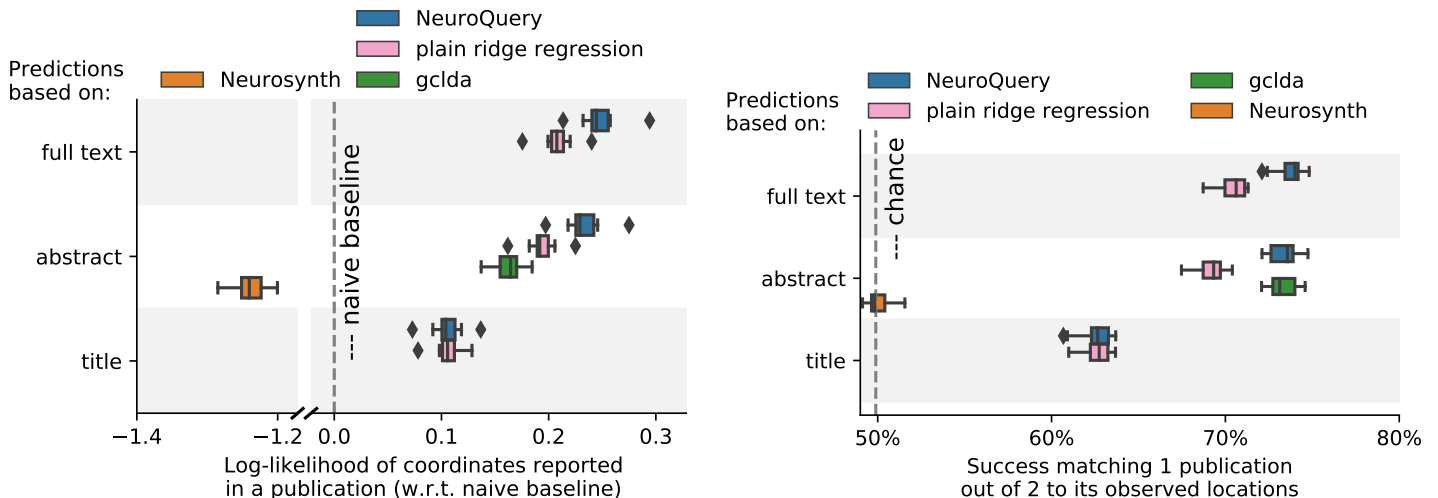 NeuroQuery
plain ridge regression
Neurosynth
gclda
Predictions
based on:
full text
abstract
title
--- naive baseline
−1.4
−1.2
0.0
0.1
0.2
0.3
Log-likelihood of coordinates reported
in a publication (w.r.t. naive baseline)
NeuroQuery
gclda
plain ridge regression
Neurosynth
Predictions
based on:
full text
abstract
title
--- chance
50%
60%
70%
80%
Success matching 1 publication
out of 2 to its observed locations